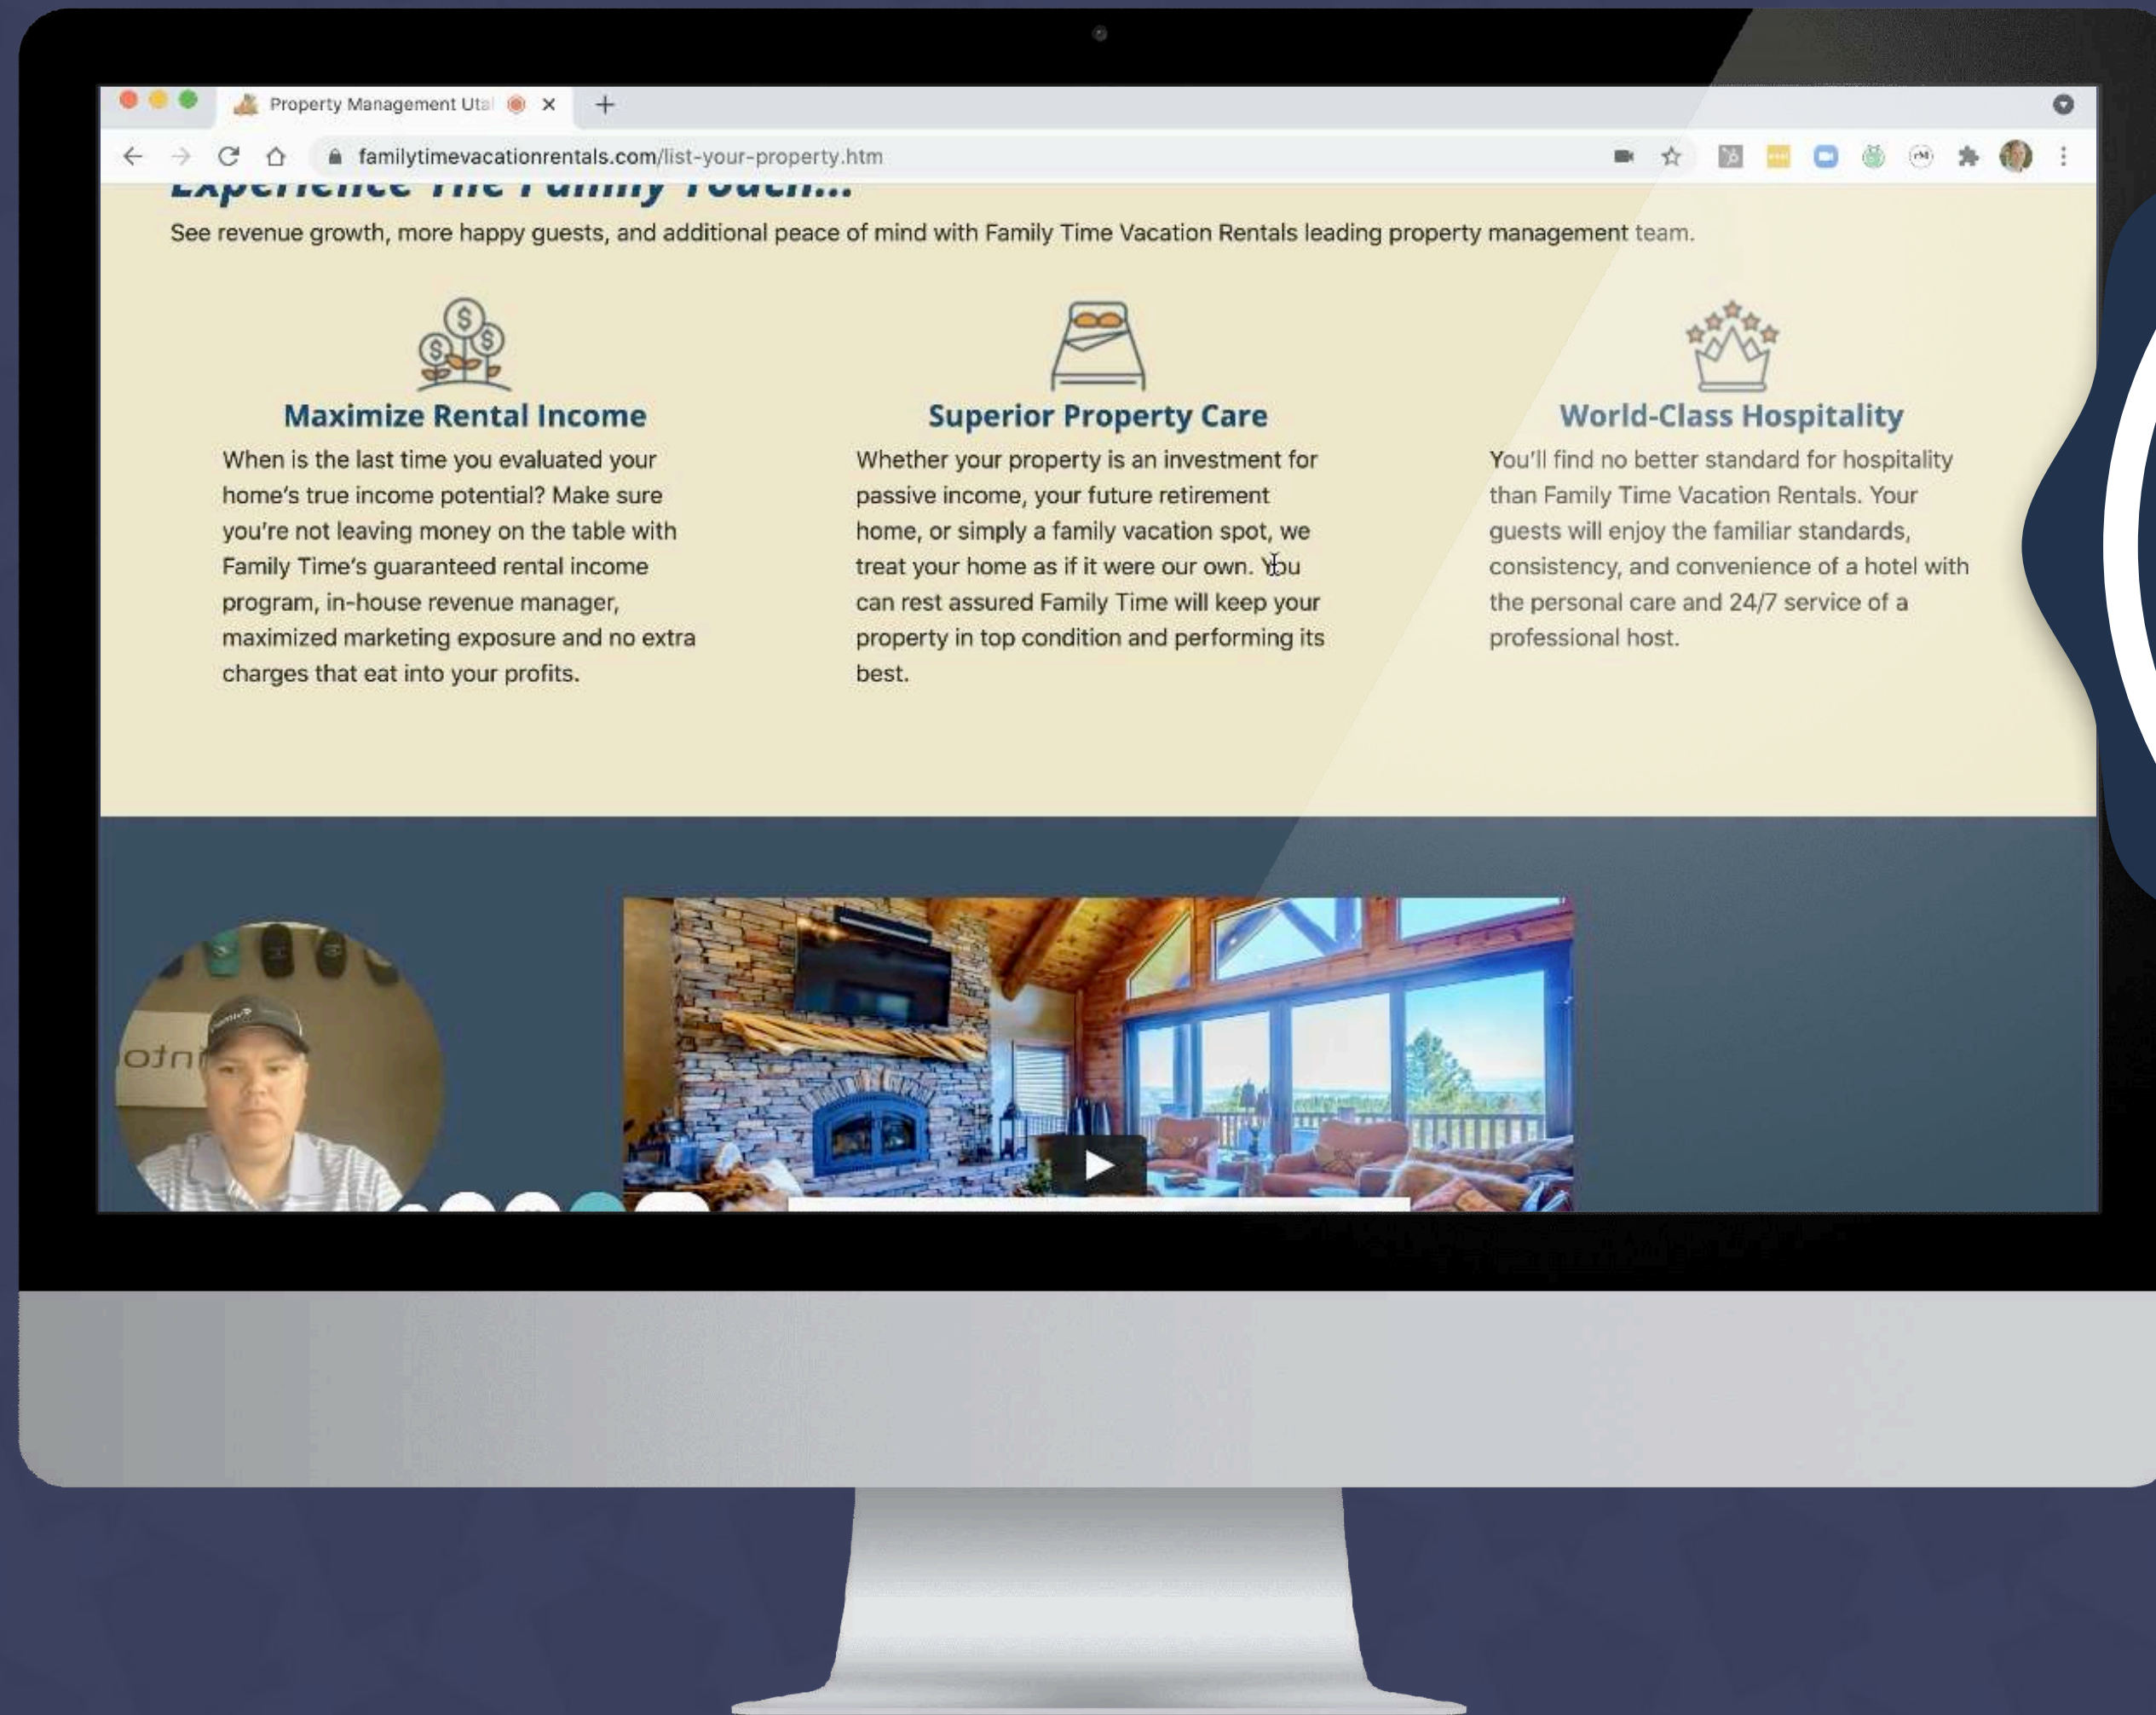 Property Management Uta
familytimevacationrentals.com/list-your-property.htm
Experience The Family Touch...
See revenue growth, more happy guests, and additional peace of mind with Family Time Vacation Rentals leading property management team.
Maximize Rental Income
When is the last time you evaluated your
home's true income potential? Make sure
you're not leaving money on the table with
Family Time's guaranteed rental income
program, in-house revenue manager,
maximized marketing exposure and no extra
charges that eat into your profits.
Superior Property Care
Whether your property is an investment for
passive income, your future retirement
home, or simply a family vacation spot, we
treat your home as if it were our own. You
can rest assured Family Time will keep your
property in top condition and performing its
best.
World-Class Hospitality
You'll find no better standard for hospitality
than Family Time Vacation Rentals. Your
guests will enjoy the familiar standards,
consistency, and convenience of a hotel with
the personal care and 24/7 service of a
professional host.